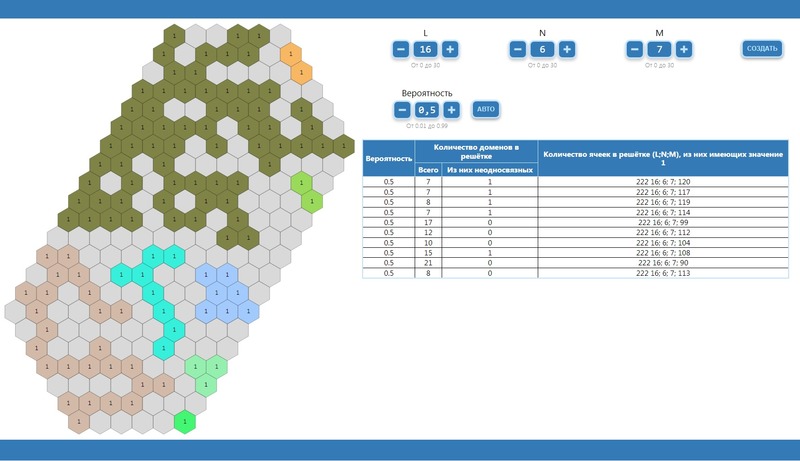 L N M
− 16 + − 6 + − 7 + СОЗДАТЬ
От 0 до 30 От 0 до 30 От 0 до 30
Вероятность
− 0,5 + АВТО
От 0.01 до 0.99
Вероятность Количество доменов в решётке Количество ячеек в решётке (L;N;M), из них имеющих значение 1
Всего Из них неодносвязных
0.5 7 1 222 16; 6; 7; 120
0.5 7 1 222 16; 6; 7; 117
0.5 8 1 222 16; 6; 7; 119
0.5 7 1 222 16; 6; 7; 114
0.5 17 0 222 16; 6; 7; 99
0.5 12 0 222 16; 6; 7; 112
0.5 10 0 222 16; 6; 7; 104
0.5 15 1 222 16; 6; 7; 108
0.5 21 0 222 16; 6; 7; 90
0.5 8 0 222 16; 6; 7; 113